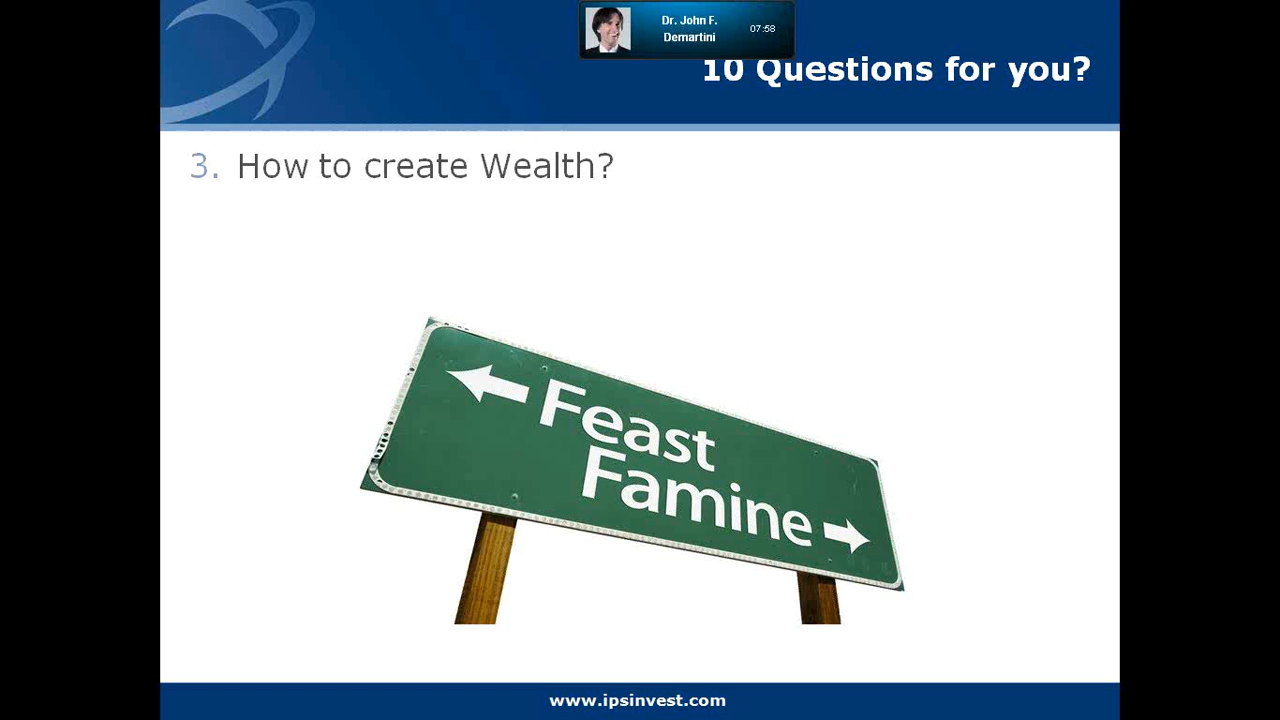 Dr. John F.
Demartini
07:58
10 Questions for you?
3. How to create Wealth?
Feast
Famine
www.ipsinvest.com